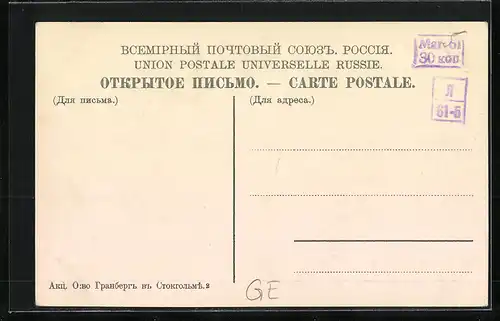 ВСЕМІРНЫЙ ПОЧТОВЫЙ СОЮЗЪ. РОССІЯ.
UNION POSTALE UNIVERSELLE RUSSIE.
ОТКРЫТОЕ ПИСЬМО. — CARTE POSTALE.
(Для письма.)
(Для адреса.)
30 коп
Л
61-5
Акц. О:во Гранбергъ въ Стокгольмѣ.2
GE